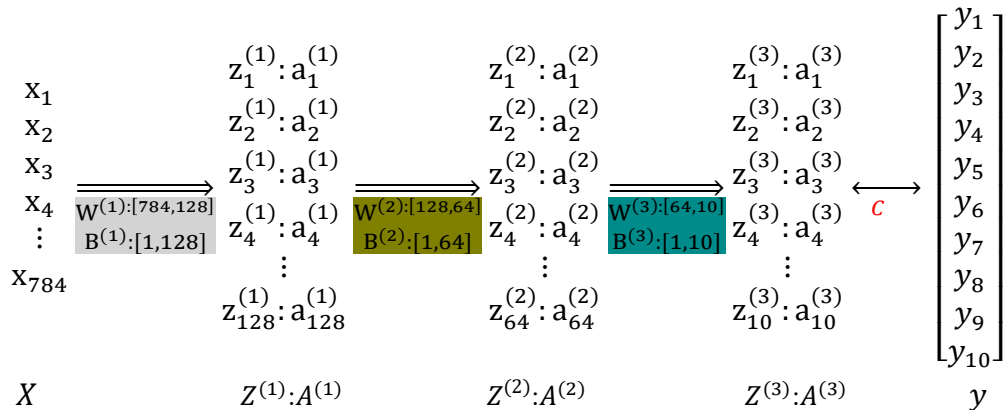 x₁
x₂
x₃
x₄
⋮
x₇₈₄
X
W⁽¹⁾:[784,128]
B⁽¹⁾:[1,128]
z₁⁽¹⁾:a₁⁽¹⁾
z₂⁽¹⁾:a₂⁽¹⁾
z₃⁽¹⁾:a₃⁽¹⁾
z₄⁽¹⁾:a₄⁽¹⁾
⋮
z₁₂₈⁽¹⁾:a₁₂₈⁽¹⁾
Z⁽¹⁾:A⁽¹⁾
W⁽²⁾:[128,64]
B⁽²⁾:[1,64]
z₁⁽²⁾:a₁⁽²⁾
z₂⁽²⁾:a₂⁽²⁾
z₃⁽²⁾:a₃⁽²⁾
z₄⁽²⁾:a₄⁽²⁾
⋮
z₆₄⁽²⁾:a₆₄⁽²⁾
Z⁽²⁾:A⁽²⁾
W⁽³⁾:[64,10]
B⁽³⁾:[1,10]
z₁⁽³⁾:a₁⁽³⁾
z₂⁽³⁾:a₂⁽³⁾
z₃⁽³⁾:a₃⁽³⁾
z₄⁽³⁾:a₄⁽³⁾
⋮
z₁₀⁽³⁾:a₁₀⁽³⁾
Z⁽³⁾:A⁽³⁾
C
y₁
y₂
y₃
y₄
y₅
y₆
y₇
y₈
y₉
y₁₀
y